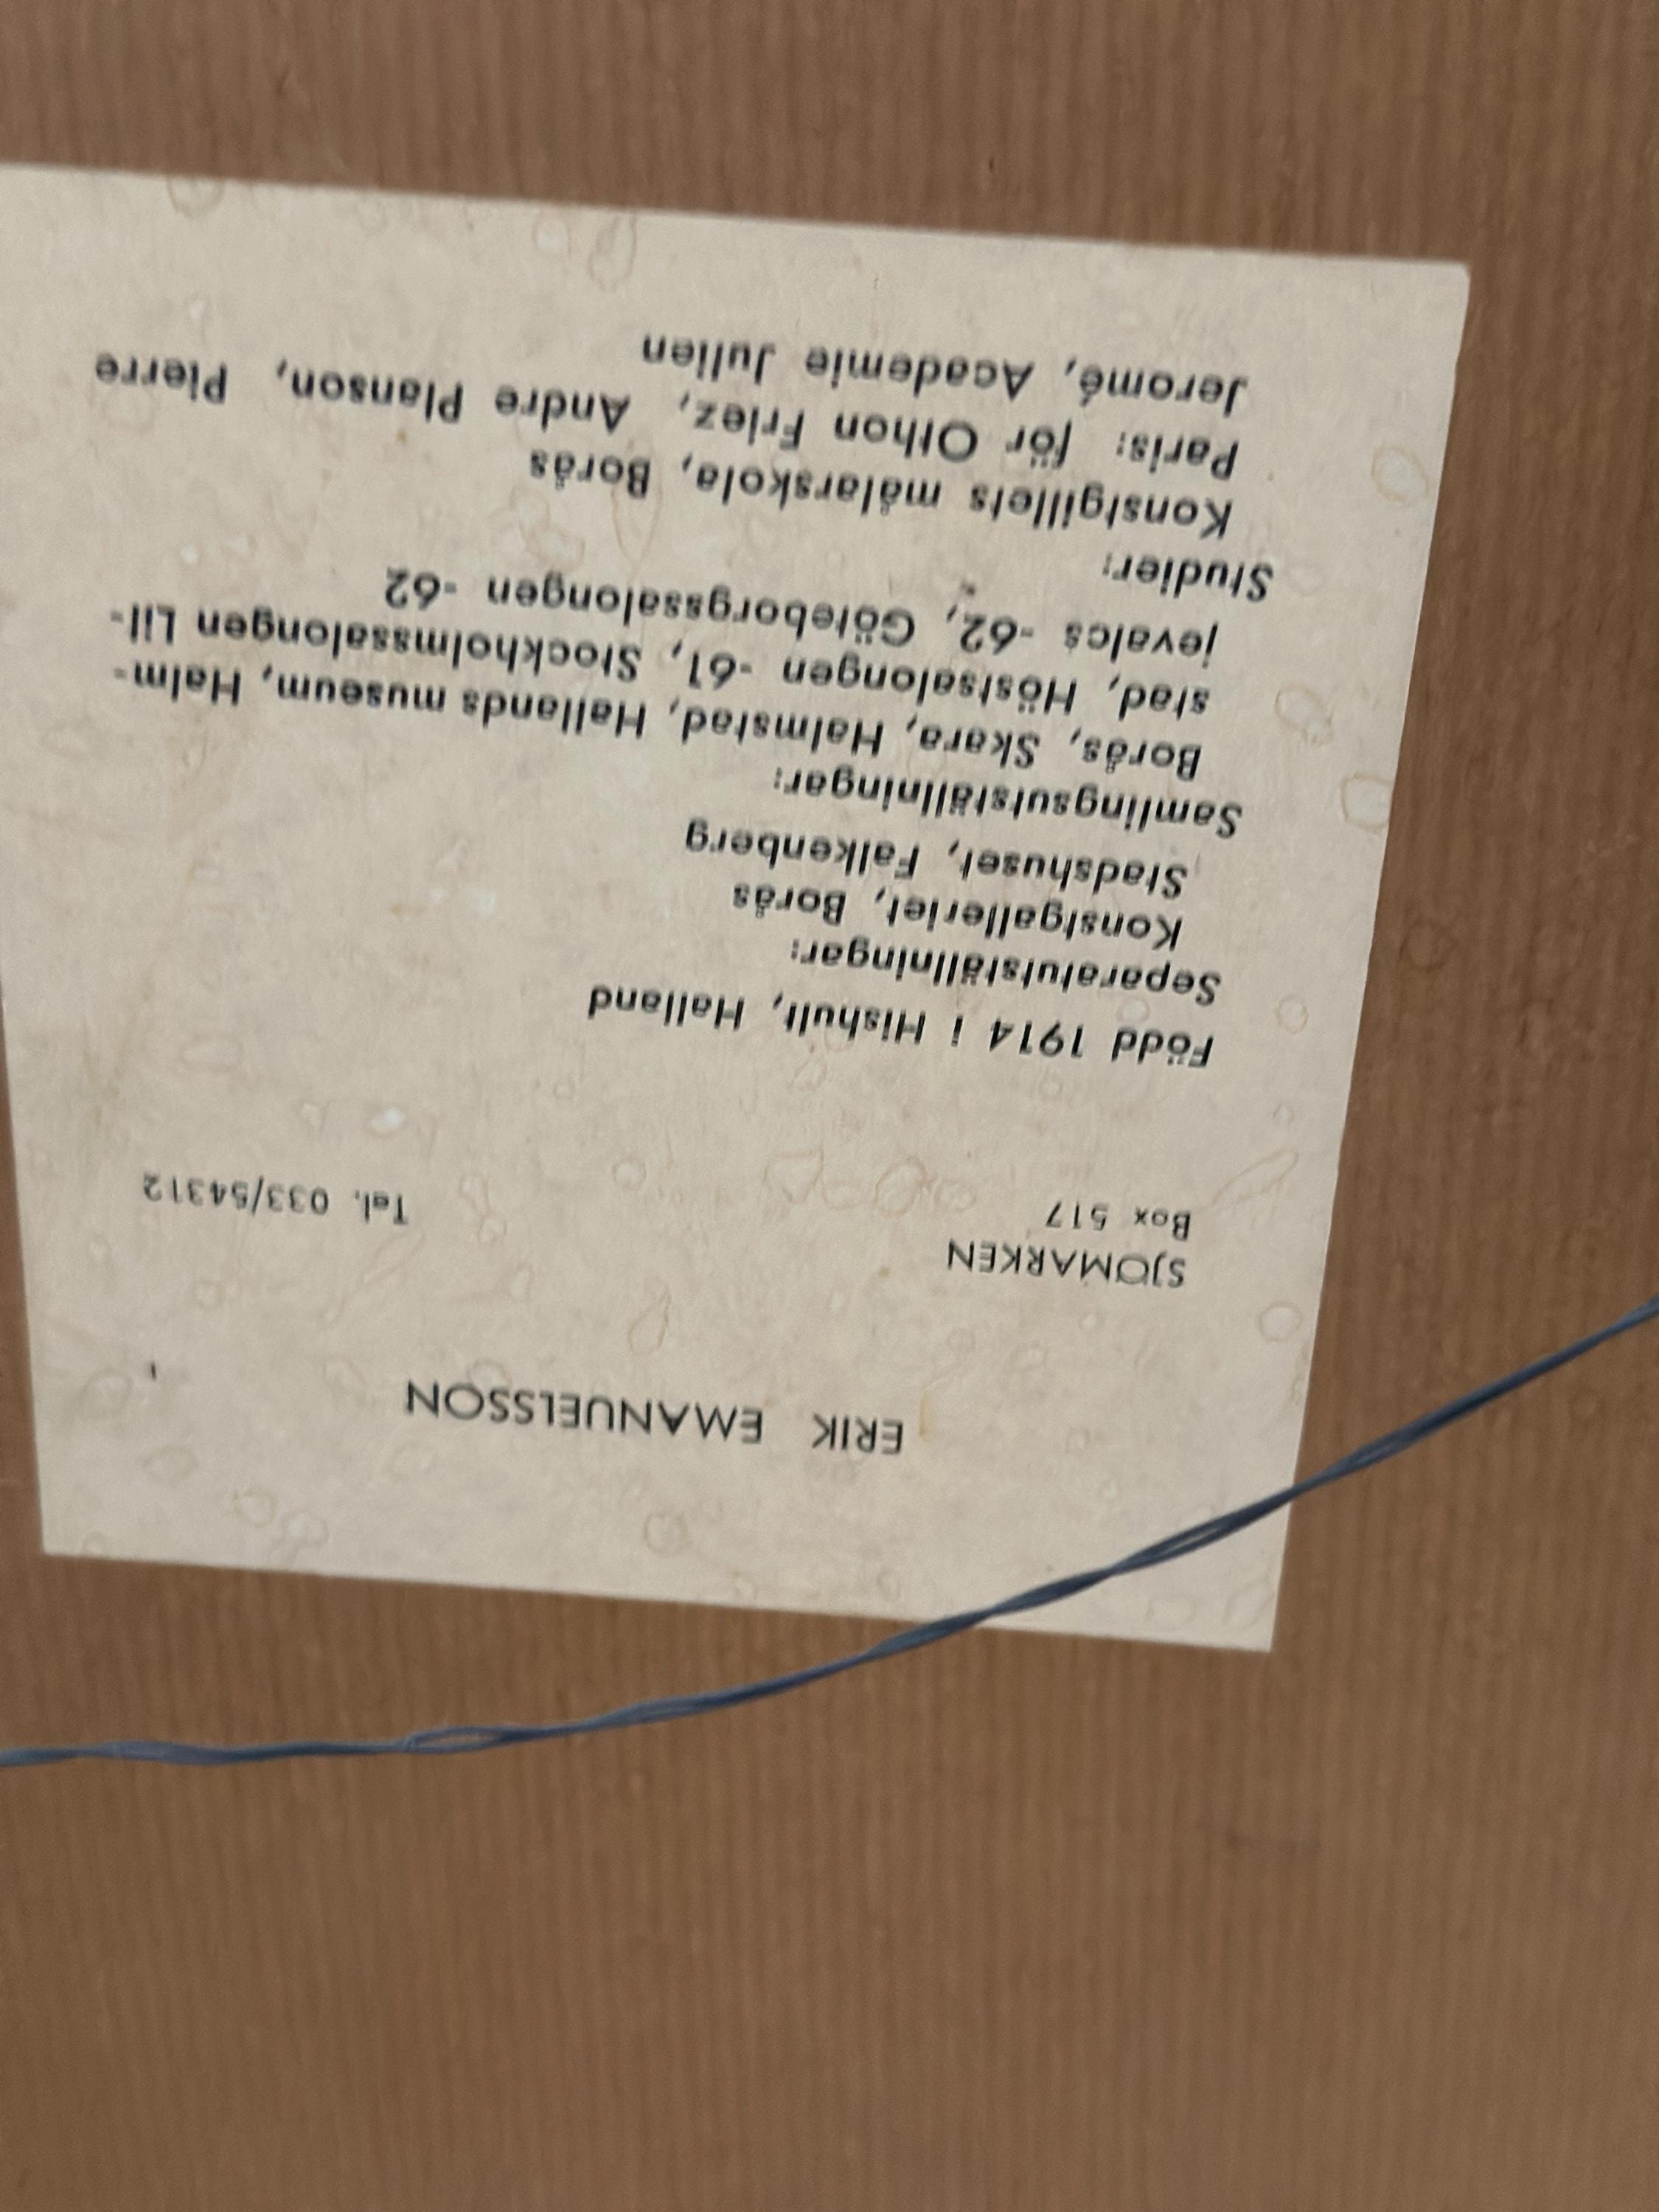 ERIK EMANUELSSON
SJÖMARKEN
Box 517 Tel. 033/54312
Född 1914 i Hishult, Halland
Separatutställningar:
Konstgalleriet, Borås
Stadshuset, Falkenberg
Samlingsutställningar:
Borås, Skara, Halmstad, Hallands museum, Halm-
stad, Höstsalongen -61, Stockholmssalongen Lil-
jevalcs -62, Göteborgssalongen -62
Studier:
Konstgillets målarskola, Borås
Paris: för Othon Friez, Andre Planson, Pierre
Jeromé, Academie Julien